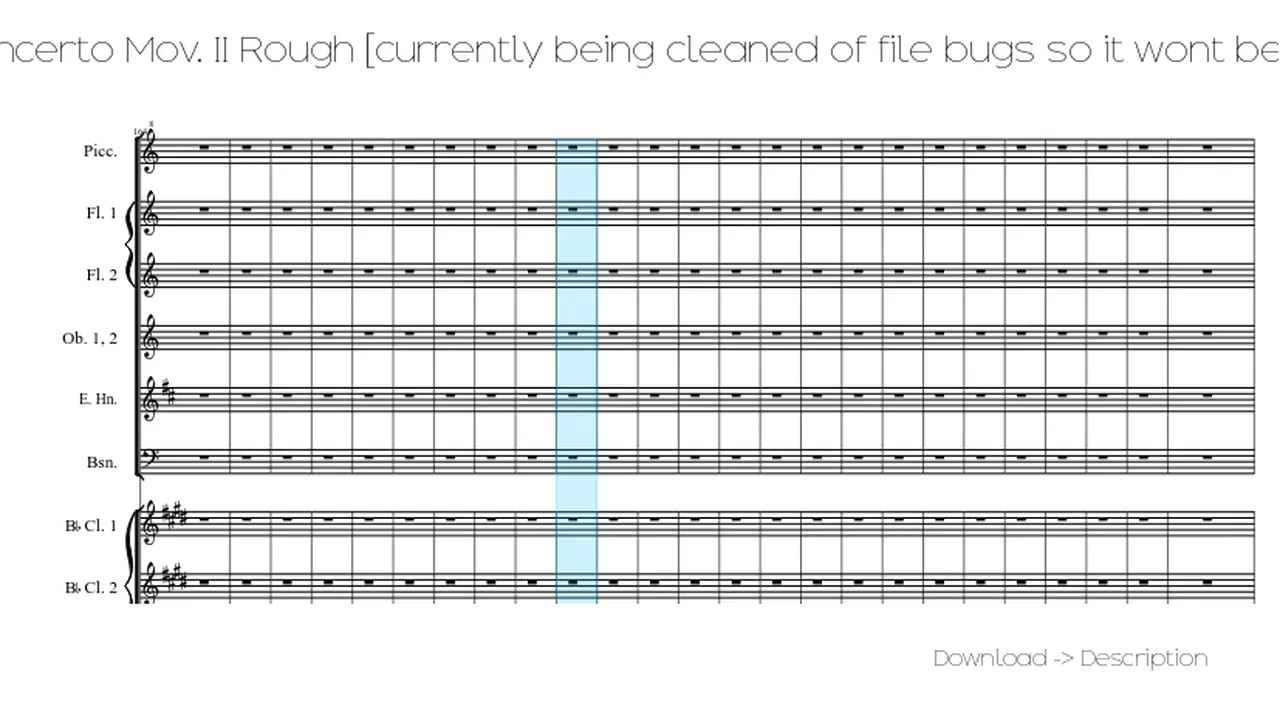 ncerto Mov. II Rough [currently being cleaned of file bugs so it wont be
Picc.
Fl. 1
Fl. 2
Ob. 1, 2
E. Hn.
Bsn.
B♭ Cl. 1
B♭ Cl. 2
Download -> Description